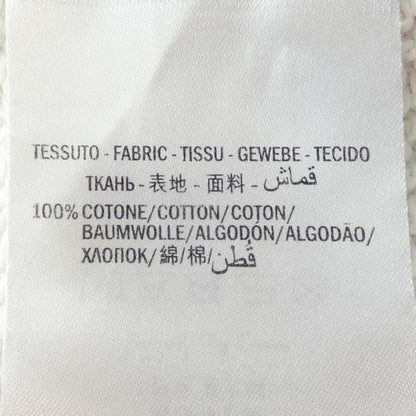 TESSUTO - FABRIC - TISSU - GEWEBE - TECIDO
ТКАНЬ - 表地 - 面料 - قماش
100% COTONE/COTTON/COTON/
BAUMWOLLE/ALGODÓN/ALGODÃO/
ХЛОПОК/綿/棉/قُطن